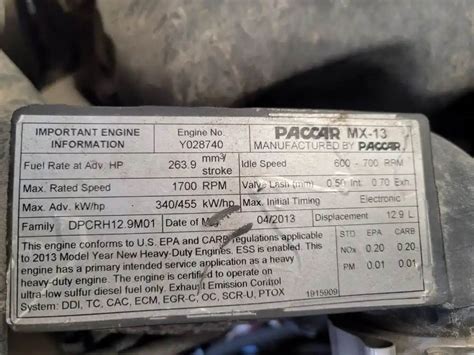 IMPORTANT ENGINE INFORMATION
Engine No. Y028740
PACCAR MX-13
MANUFACTURED BY PACCAR
Fuel Rate at Adv. HP 263.9 mm³/stroke
Idle Speed 600 - 700 RPM
Max. Rated Speed 1700 RPM
Valve Lash (mm) 0.50 Int. 0.70 Exh.
Max. Adv. kW/hp 340/455 kW/hp
Max. Initial Timing Electronic
Family DPCRH12.9M01
Date of 04/2013
Displacement 12.9 L
This engine conforms to U.S. EPA and CARB regulations applicable
to 2013 Model Year New Heavy-Duty Engines. ESS is enabled. This
engine has a primary intended service application as a heavy
heavy-duty engine. The engine is certified to operate on
ultra-low sulfur diesel fuel only. Exhaust Emission Control
System: DDI, TC, CAC, ECM, EGR-C, OC, SCR-U, PTOX
1915909
EPA CARB
STD
NOx 0.20 0.20
PM 0.01 0.01